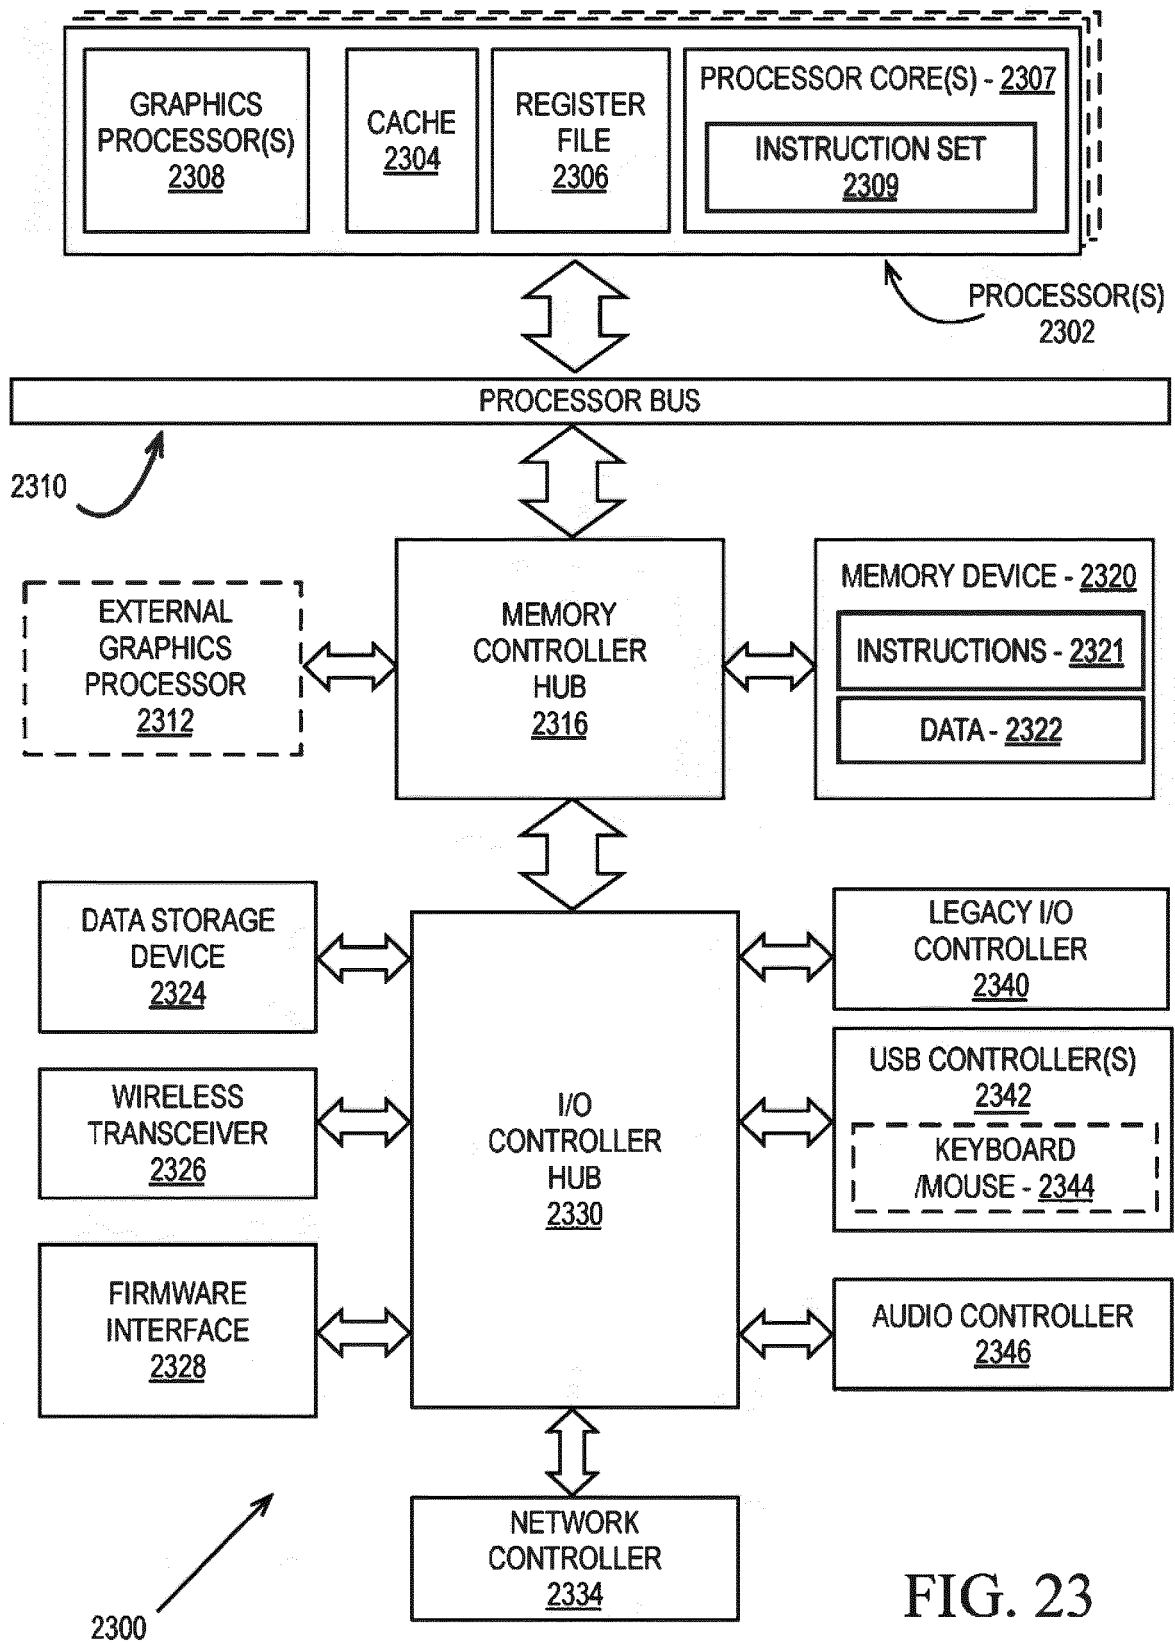 GRAPHICS
PROCESSOR(S)
2308
CACHE
2304
REGISTER
FILE
2306
PROCESSOR CORE(S) - 2307
INSTRUCTION SET
2309
PROCESSOR(S)
2302
PROCESSOR BUS
2310
EXTERNAL
GRAPHICS
PROCESSOR
2312
MEMORY
CONTROLLER
HUB
2316
MEMORY DEVICE - 2320
INSTRUCTIONS - 2321
DATA - 2322
DATA STORAGE
DEVICE
2324
WIRELESS
TRANSCEIVER
2326
FIRMWARE
INTERFACE
2328
I/O
CONTROLLER
HUB
2330
LEGACY I/O
CONTROLLER
2340
USB CONTROLLER(S)
2342
KEYBOARD
/MOUSE - 2344
AUDIO CONTROLLER
2346
NETWORK
CONTROLLER
2334
2300
FIG. 23